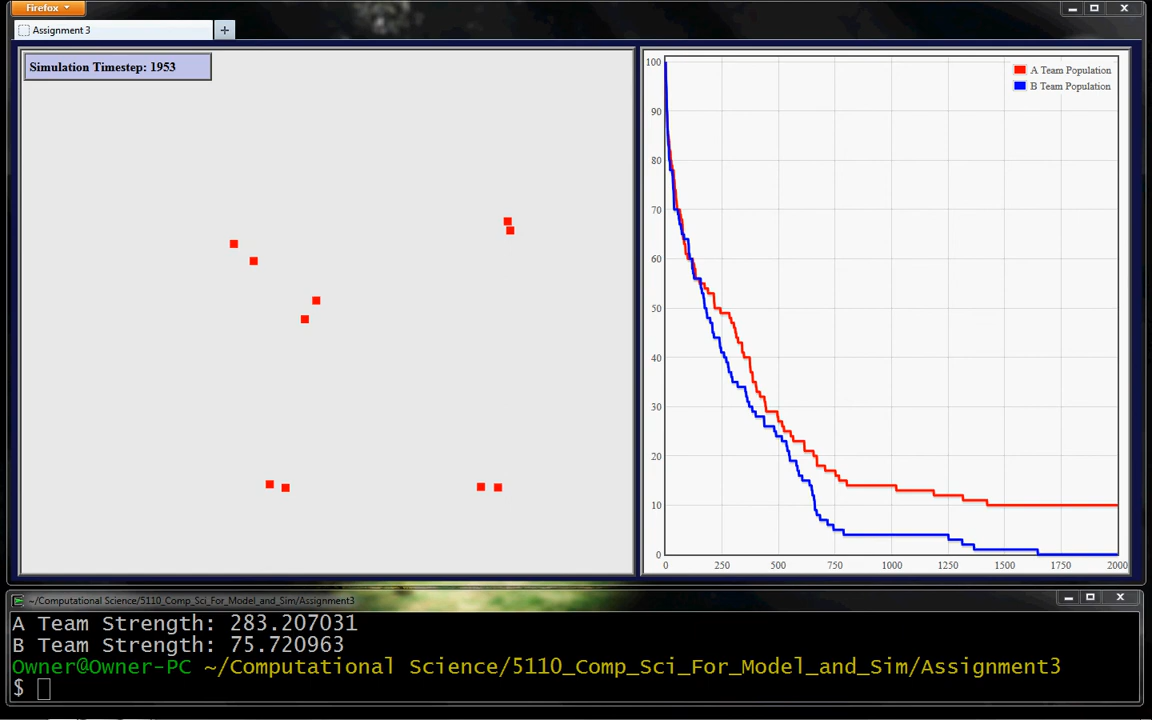 Firefox
Assignment 3
Simulation Timestep: 1953
A Team Population
B Team Population
100
90
80
70
60
50
40
30
20
10
0
0 250 500 750 1000 1250 1500 1750 2000
~/Computational Science/5110_Comp_Sci_For_Model_and_Sim/Assignment3
A Team Strength: 283.207031
B Team Strength: 75.720963
Owner@Owner-PC ~/Computational Science/5110_Comp_Sci_For_Model_and_Sim/Assignment3
$